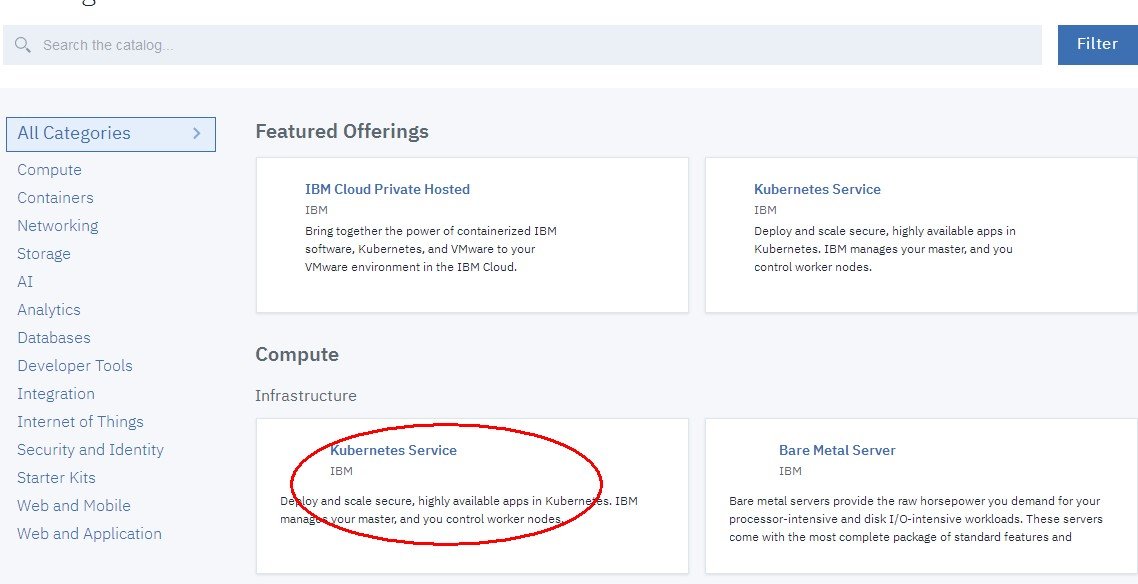 Search the catalog...
Filter
All Categories
Compute
Containers
Networking
Storage
AI
Analytics
Databases
Developer Tools
Integration
Internet of Things
Security and Identity
Starter Kits
Web and Mobile
Web and Application
Featured Offerings
IBM Cloud Private Hosted
IBM
Bring together the power of containerized IBM
software, Kubernetes, and VMware to your
VMware environment in the IBM Cloud.
Kubernetes Service
IBM
Deploy and scale secure, highly available apps in
Kubernetes. IBM manages your master, and you
control worker nodes.
Compute
Infrastructure
Kubernetes Service
IBM
Deploy and scale secure, highly available apps in Kubernetes. IBM
manages your master, and you control worker nodes.
Bare Metal Server
IBM
Bare metal servers provide the raw horsepower you demand for your
processor-intensive and disk I/O-intensive workloads. These servers
come with the most complete package of standard features and